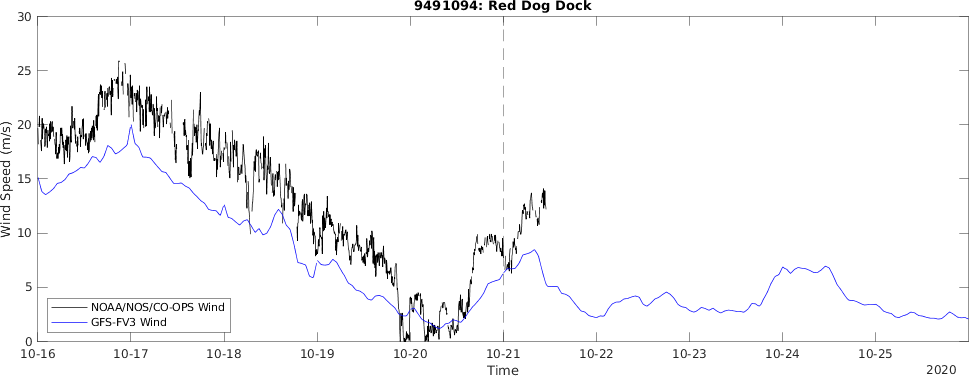 9491094: Red Dog Dock
30
25
20
15
10
5
0
Wind Speed (m/s)
NOAA/NOS/CO-OPS Wind
GFS-FV3 Wind
10-16 10-17 10-18 10-19 10-20 10-21 10-22 10-23 10-24 10-25
Time
2020